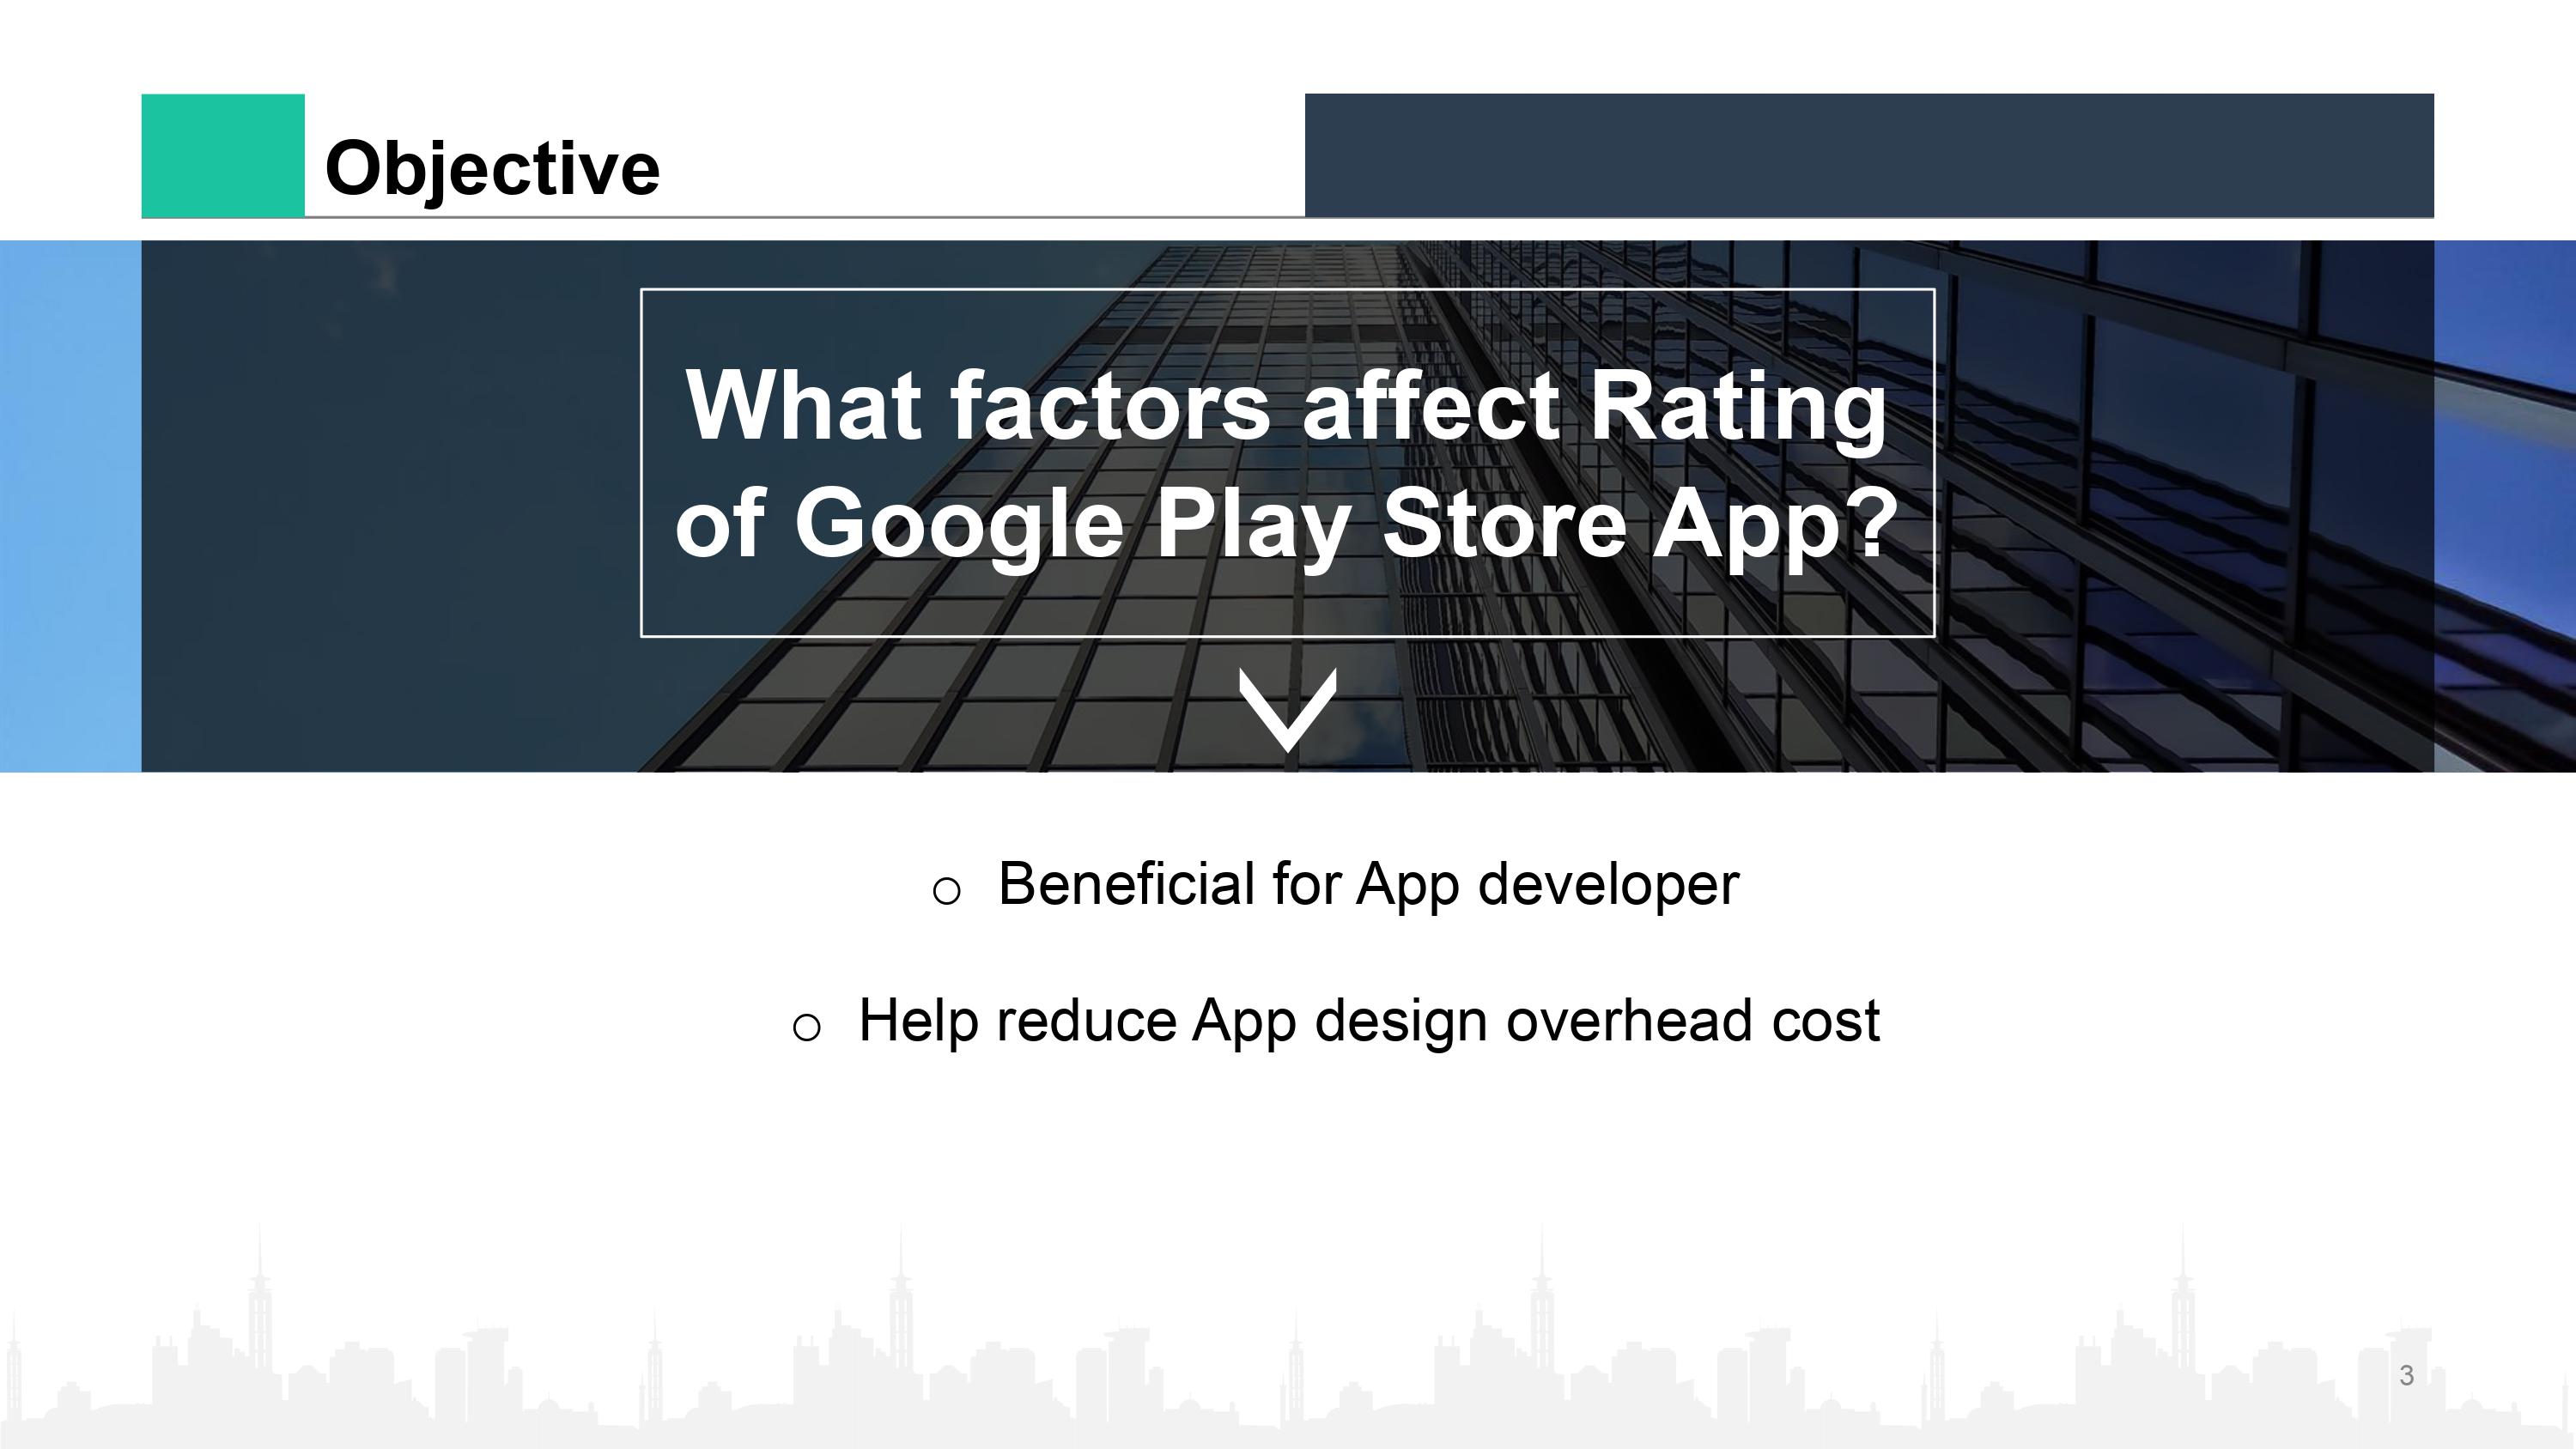 Objective
What factors affect Rating
of Google Play Store App?
○ Beneficial for App developer
○ Help reduce App design overhead cost
3